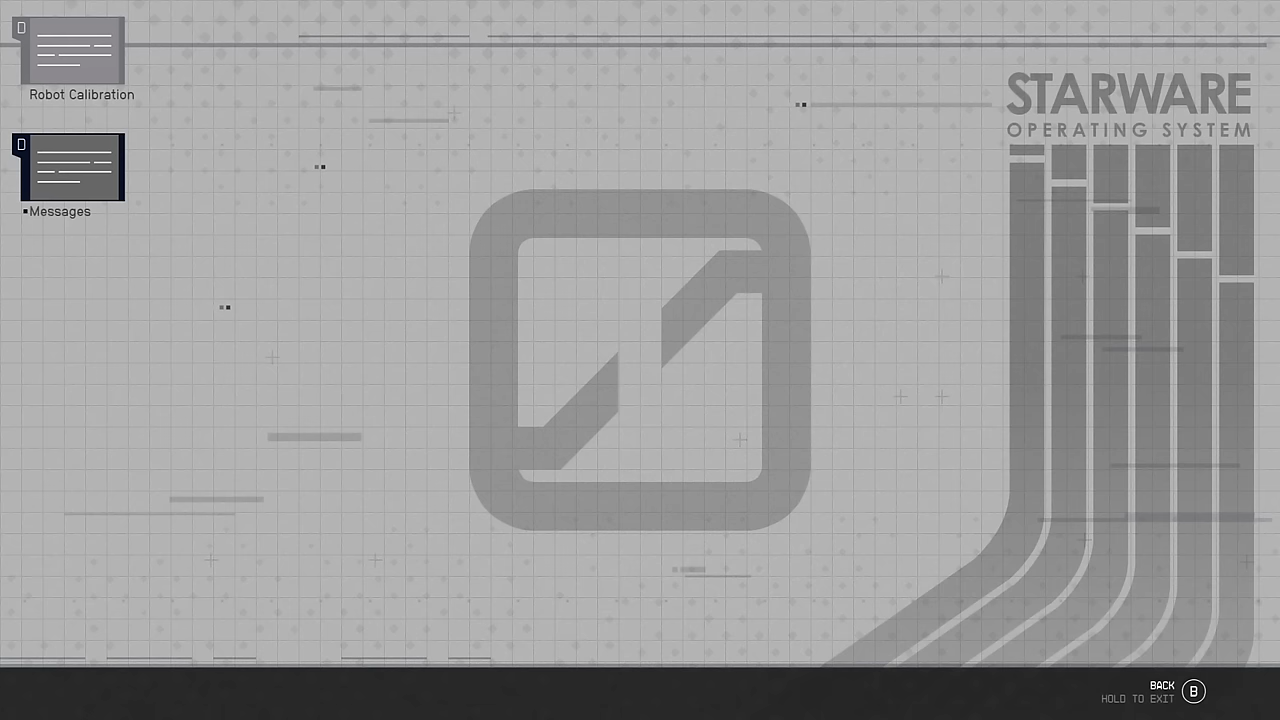 Robot Calibration
Messages
STARWARE
OPERATING SYSTEM
BACK
HOLD TO EXIT
B